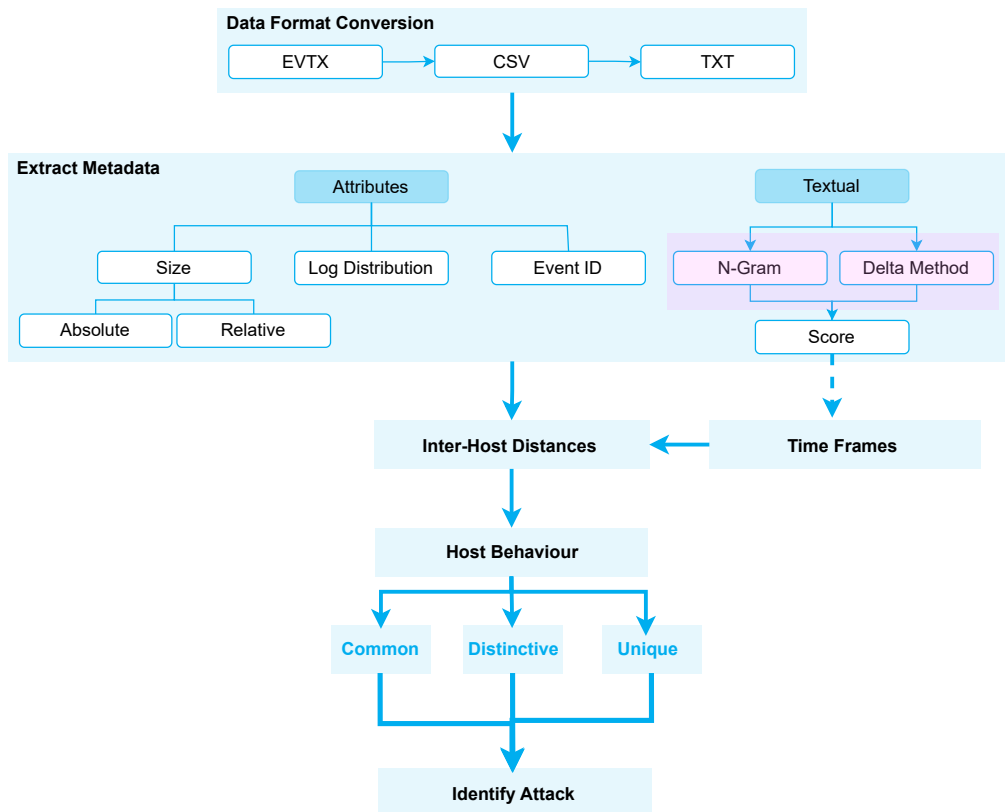 Data Format Conversion
EVTX
CSV
TXT
Extract Metadata
Attributes
Textual
Size
Log Distribution
Event ID
N-Gram
Delta Method
Absolute
Relative
Score
Inter-Host Distances
Time Frames
Host Behaviour
Common
Distinctive
Unique
Identify Attack